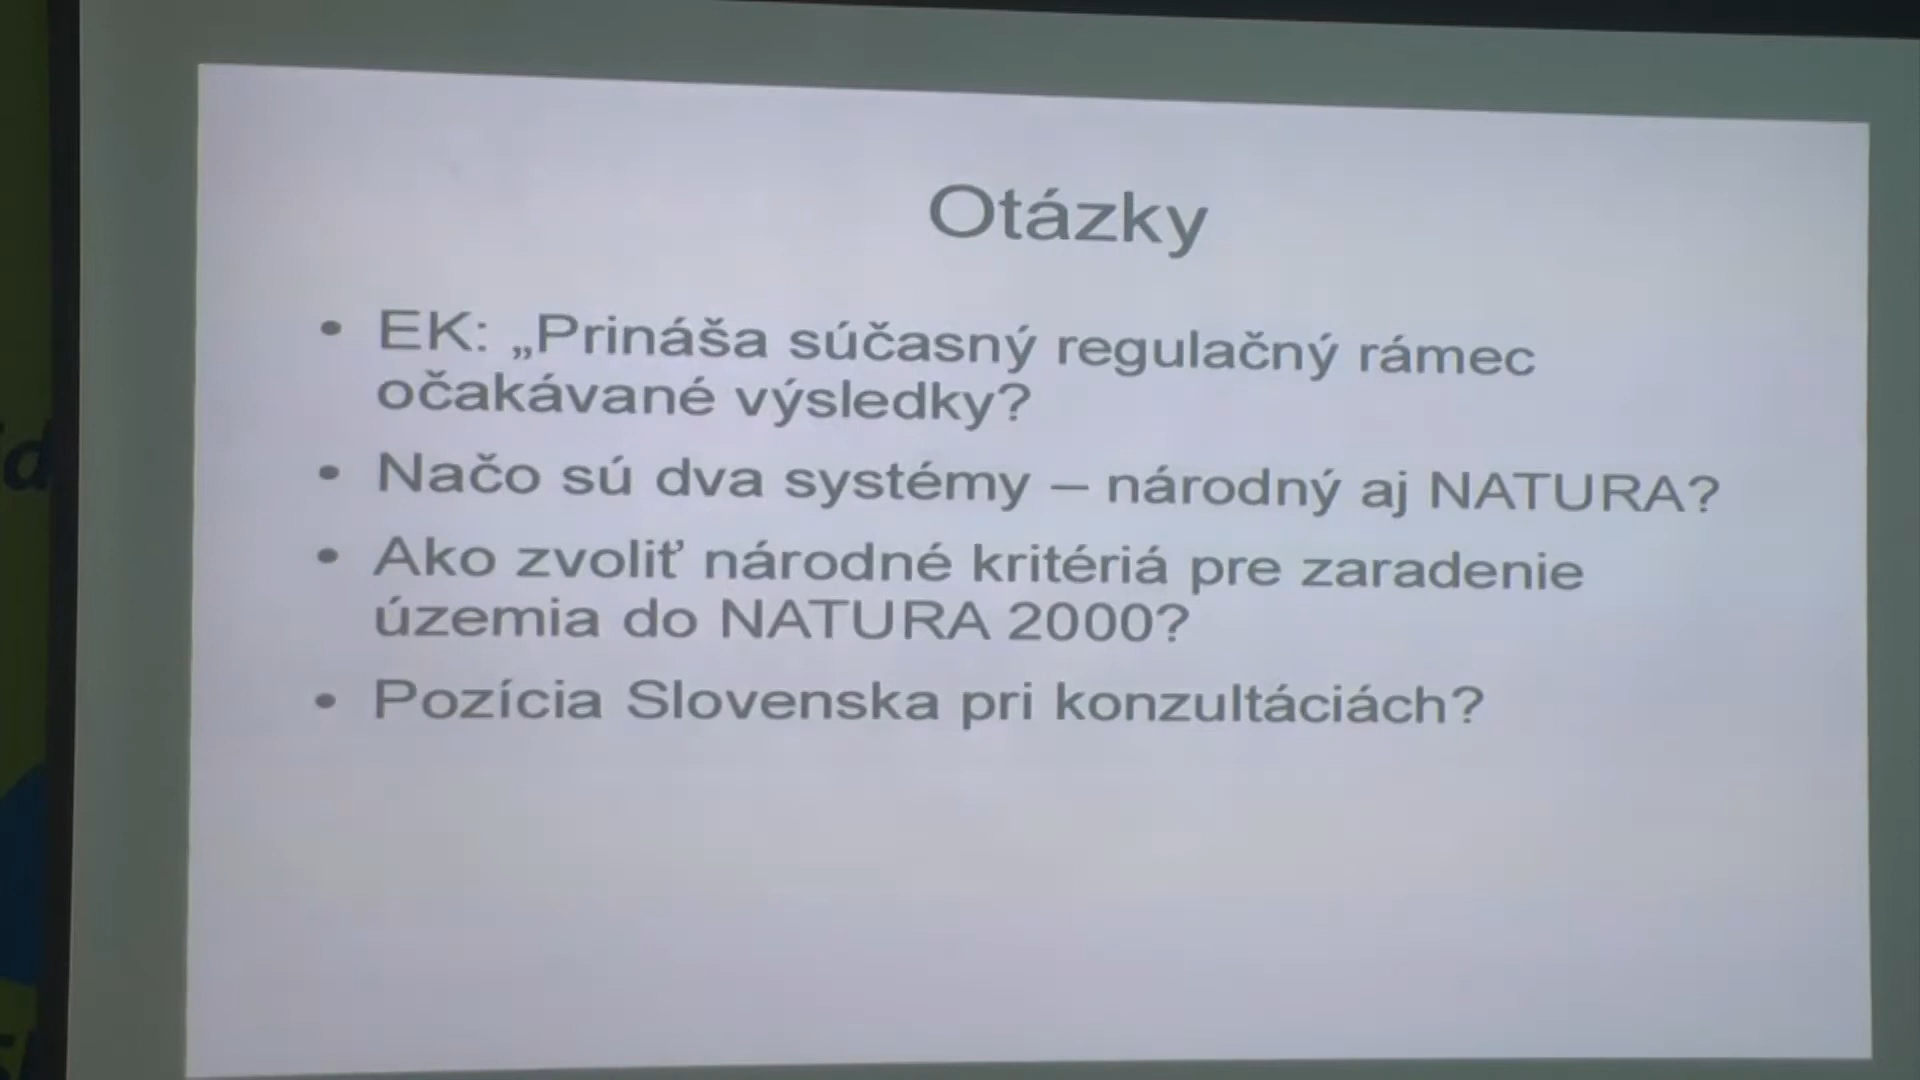 Otázky
• EK: „Prináša súčasný regulačný rámec
očakávané výsledky?
• Načo sú dva systémy – národný aj NATURA?
• Ako zvoliť národné kritériá pre zaradenie
územia do NATURA 2000?
• Pozícia Slovenska pri konzultáciách?